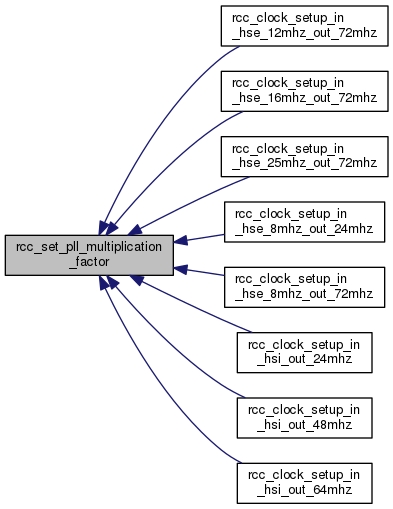 rcc_clock_setup_in
_hse_12mhz_out_72mhz
rcc_clock_setup_in
_hse_16mhz_out_72mhz
rcc_clock_setup_in
_hse_25mhz_out_72mhz
rcc_clock_setup_in
_hse_8mhz_out_24mhz
rcc_set_pll_multiplication
_factor
rcc_clock_setup_in
_hse_8mhz_out_72mhz
rcc_clock_setup_in
_hsi_out_24mhz
rcc_clock_setup_in
_hsi_out_48mhz
rcc_clock_setup_in
_hsi_out_64mhz